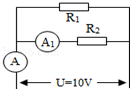 R₁
A₁ R₂
A
U=10V